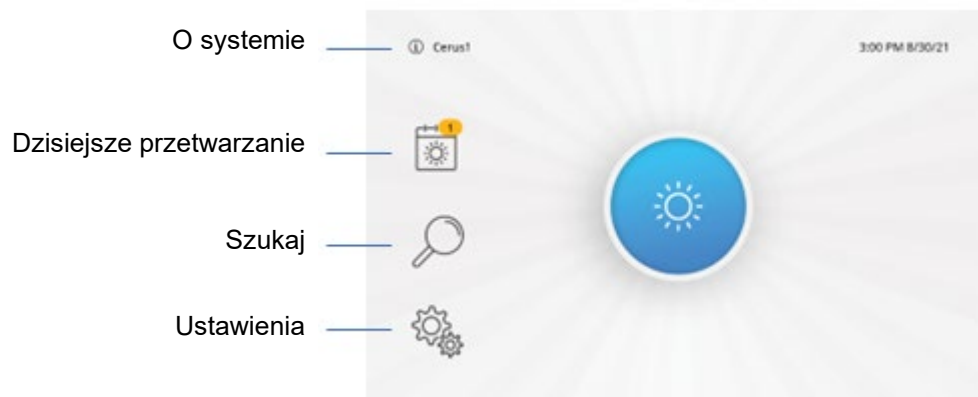 O systemie
Cerus1
3:00 PM 8/30/21
Dzisiejsze przetwarzanie
1
Szukaj
Ustawienia